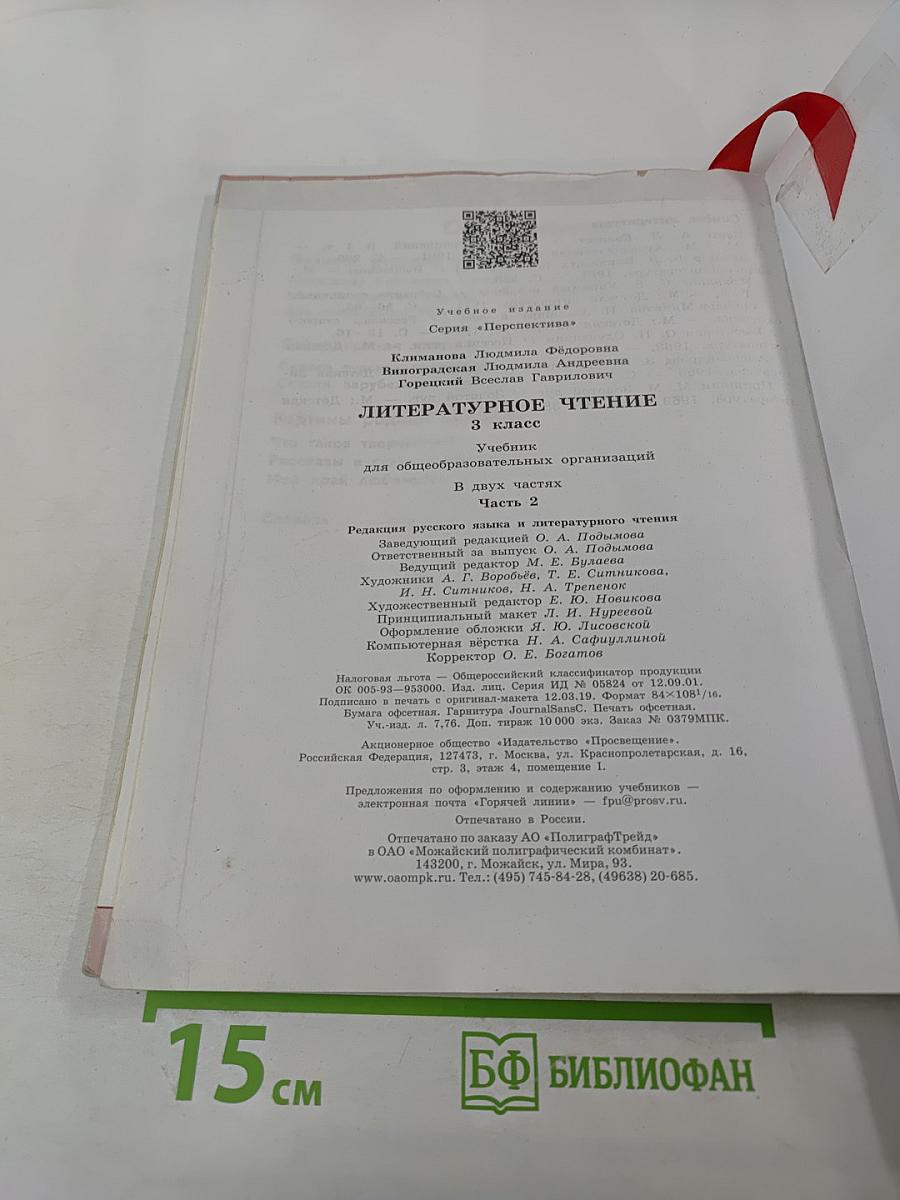 Учебное издание
Серия «Перспектива»
Климанова Людмила Фёдоровна
Виноградская Людмила Андреевна
Горецкий Всеслав Гаврилович
ЛИТЕРАТУРНОЕ ЧТЕНИЕ
3 класс
Учебник
для общеобразовательных организаций
В двух частях
Часть 2
Редакция русского языка и литературного чтения
Заведующий редакцией О. А. Подымова
Ответственный за выпуск О. А. Подымова
Ведущий редактор М. Е. Булаева
Художники А. Г. Воробьёв, Т. Е. Ситникова,
И. Н. Ситников, Н. А. Трепенок
Художественный редактор Е. Ю. Новикова
Принципиальный макет Л. И. Нуреевой
Оформление обложки Я. Ю. Лисовской
Компьютерная вёрстка Н. А. Сафиуллиной
Корректор О. Е. Богатов
Налоговая льгота — Общероссийский классификатор продукции
ОК 005-93—953000. Изд. лиц. Серия ИД № 05824 от 12.09.01.
Подписано в печать с оригинал-макета 12.03.19. Формат 84×108 1/16.
Бумага офсетная. Гарнитура JournalSansC. Печать офсетная.
Уч.-изд. л. 7,76. Доп. тираж 10 000 экз. Заказ № 0379МПК.
Акционерное общество «Издательство «Просвещение».
Российская Федерация, 127473, г. Москва, ул. Краснопролетарская, д. 16,
стр. 3, этаж 4, помещение I.
Предложения по оформлению и содержанию учебников —
электронная почта «Горячей линии» — fpu@prosv.ru.
Отпечатано в России.
Отпечатано по заказу АО «ПолиграфТрейд»
в ОАО «Можайский полиграфический комбинат».
143200, г. Можайск, ул. Мира, 93.
www.oaompk.ru. Тел.: (495) 745-84-28, (49638) 20-685.
15 см
БФ БИБЛИОФАН